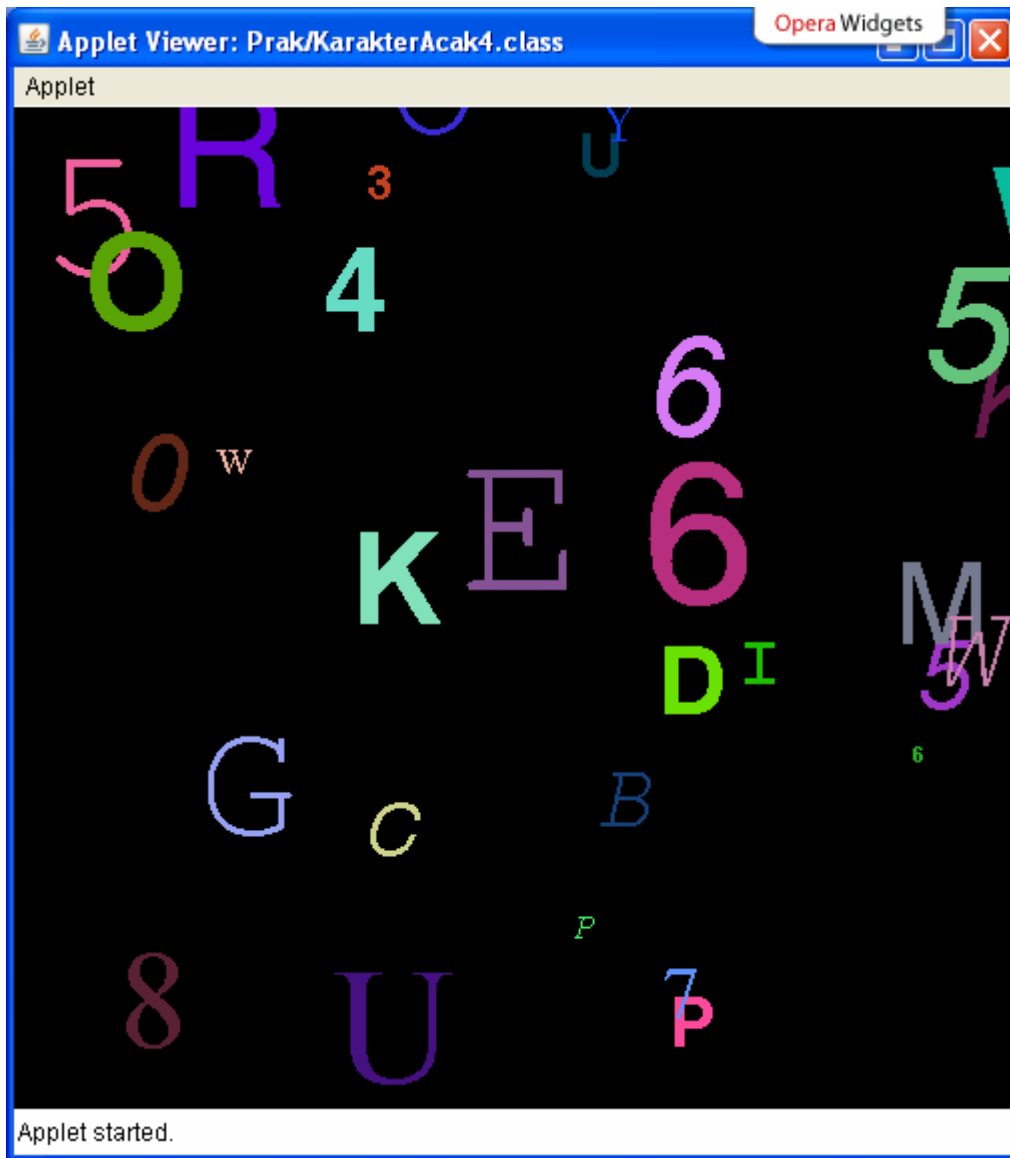 Opera Widgets
Applet Viewer: Prak/KarakterAcak4.class
Applet
R
Y
U
3
5
O
4
5
6
0
W
E
6
K
M
W
5
D
I
6
G
B
C
P
8
U
7
P
Applet started.